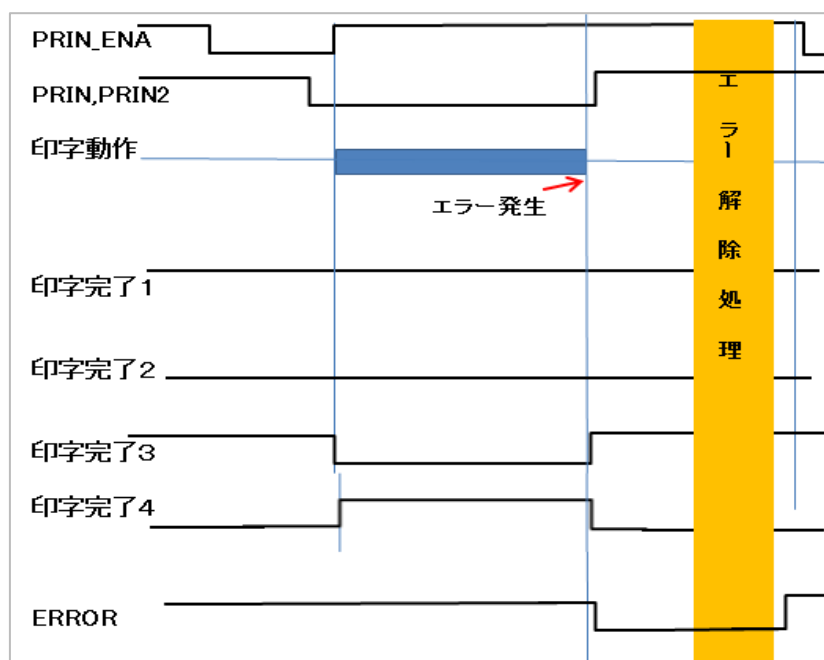 PRIN_ENA
PRIN,PRIN2
印字動作
エラー発生
印字完了1
印字完了2
印字完了3
印字完了4
ERROR
エラー解除処理